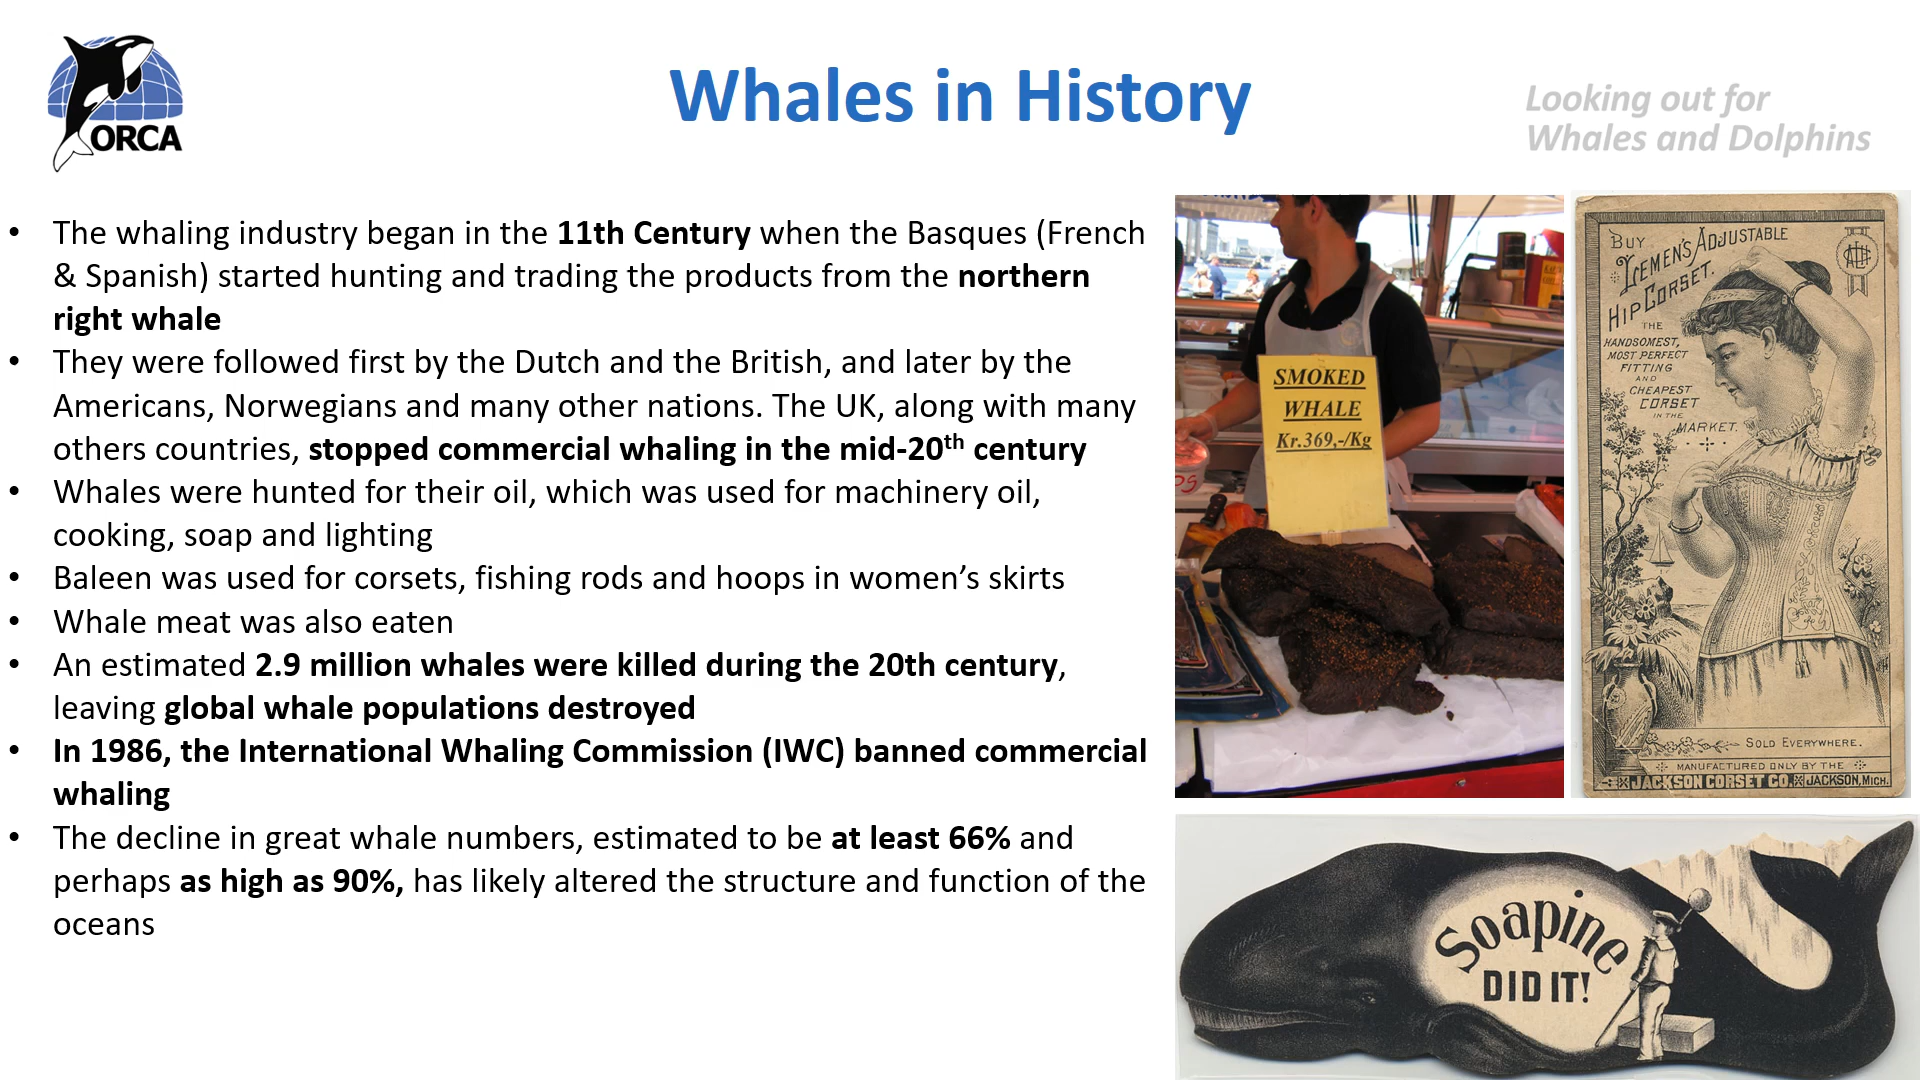 ORCA
Whales in History
Looking out for
Whales and Dolphins
• The whaling industry began in the 11th Century when the Basques (French
& Spanish) started hunting and trading the products from the northern
right whale
• They were followed first by the Dutch and the British, and later by the
Americans, Norwegians and many other nations. The UK, along with many
others countries, stopped commercial whaling in the mid-20th century
• Whales were hunted for their oil, which was used for machinery oil,
cooking, soap and lighting
• Baleen was used for corsets, fishing rods and hoops in women’s skirts
• Whale meat was also eaten
• An estimated 2.9 million whales were killed during the 20th century,
leaving global whale populations destroyed
• In 1986, the International Whaling Commission (IWC) banned commercial
whaling
• The decline in great whale numbers, estimated to be at least 66% and
perhaps as high as 90%, has likely altered the structure and function of the
oceans
SMOKED
WHALE
Kr.369,-/Kg
BUY
ADJUSTABLE
HIP CORSET.
THE
HANDSOMEST,
MOST PERFECT
FITTING
AND
CHEAPEST
CORSET
IN THE
MARKET.
SOLD EVERYWHERE.
MANUFACTURED ONLY BY THE
JACKSON CORSET CO. JACKSON, MICH.
Soapine
DID IT!